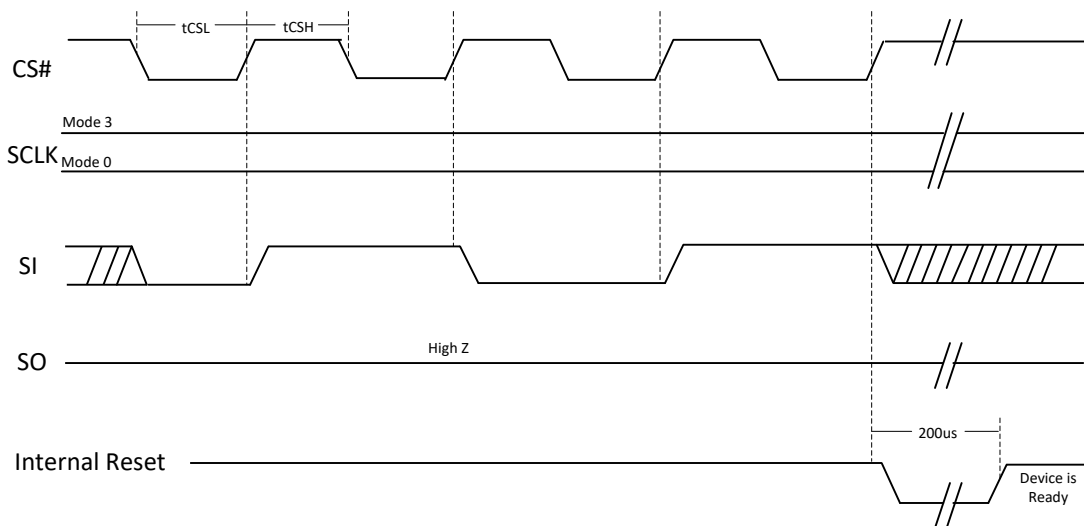 tCSL
tCSH
CS#
Mode 3
SCLK
Mode 0
SI
High Z
SO
200us
Internal Reset
Device is
Ready